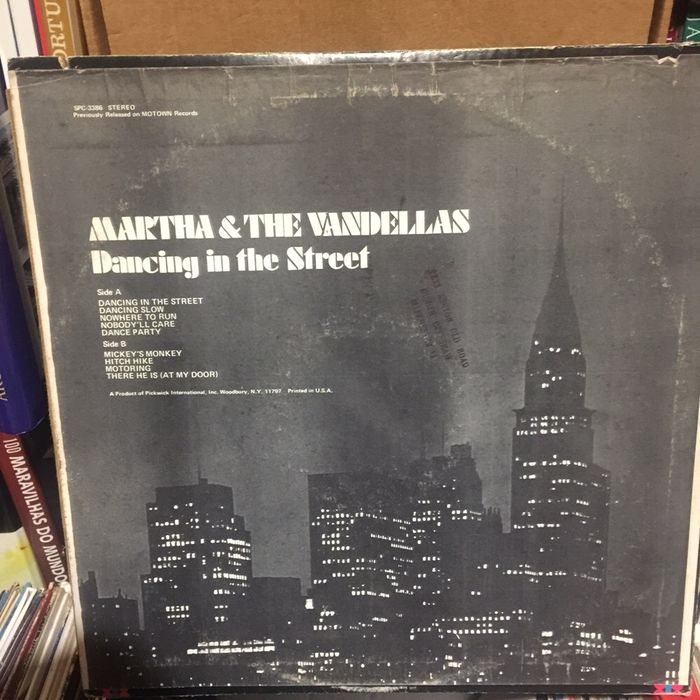 PORTU
SPC-3386 STEREO
Previously Released on MOTOWN Records
MARTHA & THE VANDELLAS
Dancing in the Street
Side A
DANCING IN THE STREET
DANCING SLOW
NOWHERE TO RUN
NOBODY'LL CARE
DANCE PARTY
Side B
MICKEY'S MONKEY
HITCH HIKE
MOTORING
THERE HE IS (AT MY DOOR)
A Product of Pickwick International, Inc. Woodbury, N.Y. 11797 Printed in U.S.A.
100 MARAVILHAS DO MUNDO